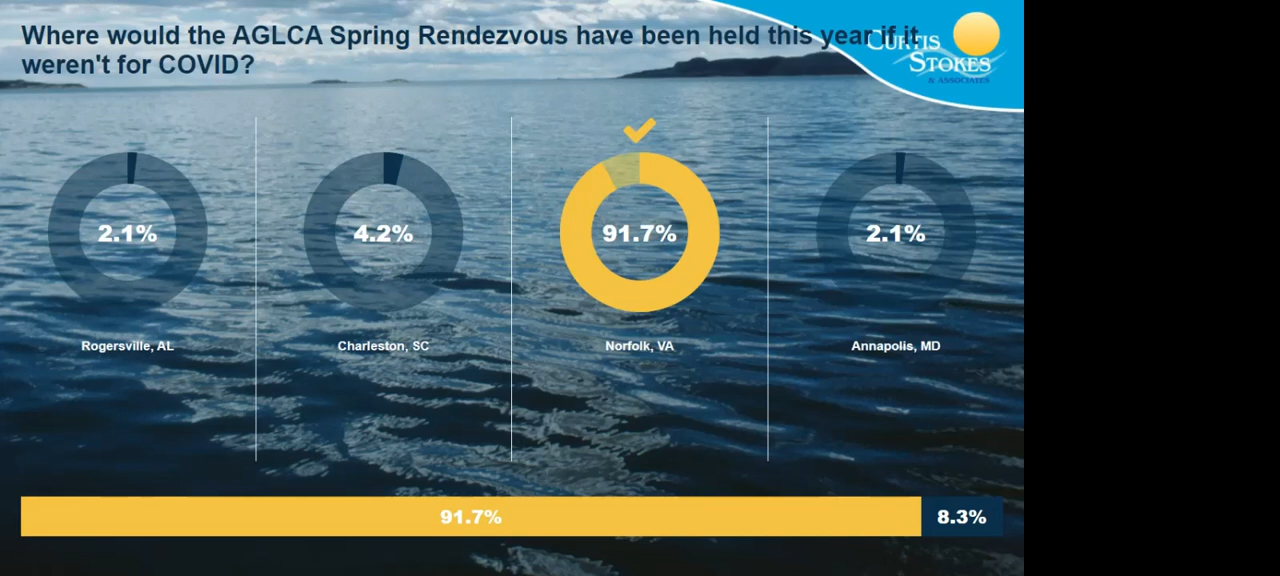 Where would the AGLCA Spring Rendezvous have been held this year if it
weren't for COVID?
CURTIS
STOKES
& ASSOCIATES
2.1%
4.2%
91.7%
2.1%
Rogersville, AL
Charleston, SC
Norfolk, VA
Annapolis, MD
91.7%
8.3%